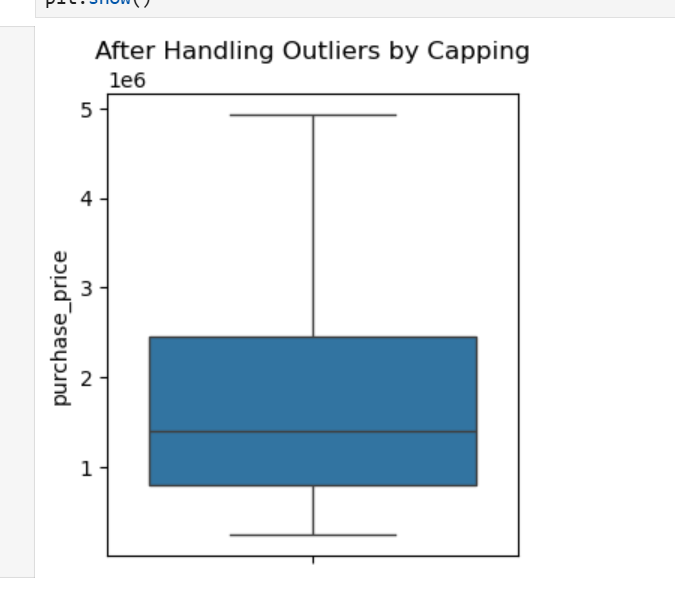 plt.show()
After Handling Outliers by Capping
1e6
5
4
3
2
1
purchase_price